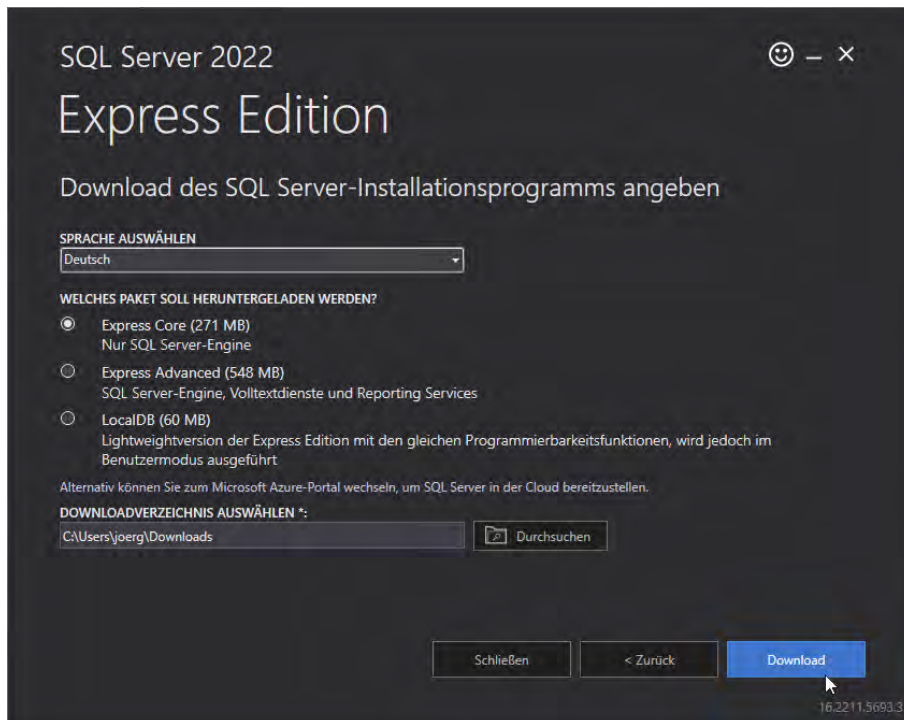 SQL Server 2022
Express Edition
Download des SQL Server-Installationsprogramms angeben
SPRACHE AUSWÄHLEN
Deutsch
WELCHES PAKET SOLL HERUNTERGELADEN WERDEN?
Express Core (271 MB)
Nur SQL Server-Engine
Express Advanced (548 MB)
SQL Server-Engine, Volltextdienste und Reporting Services
LocalDB (60 MB)
Lightweightversion der Express Edition mit den gleichen Programmierbarkeitsfunktionen, wird jedoch im
Benutzermodus ausgeführt
Alternativ können Sie zum Microsoft Azure-Portal wechseln, um SQL Server in der Cloud bereitzustellen.
DOWNLOADVERZEICHNIS AUSWÄHLEN *:
C:\Users\joerg\Downloads
Durchsuchen
Schließen
< Zurück
Download
16.2211.5693.3